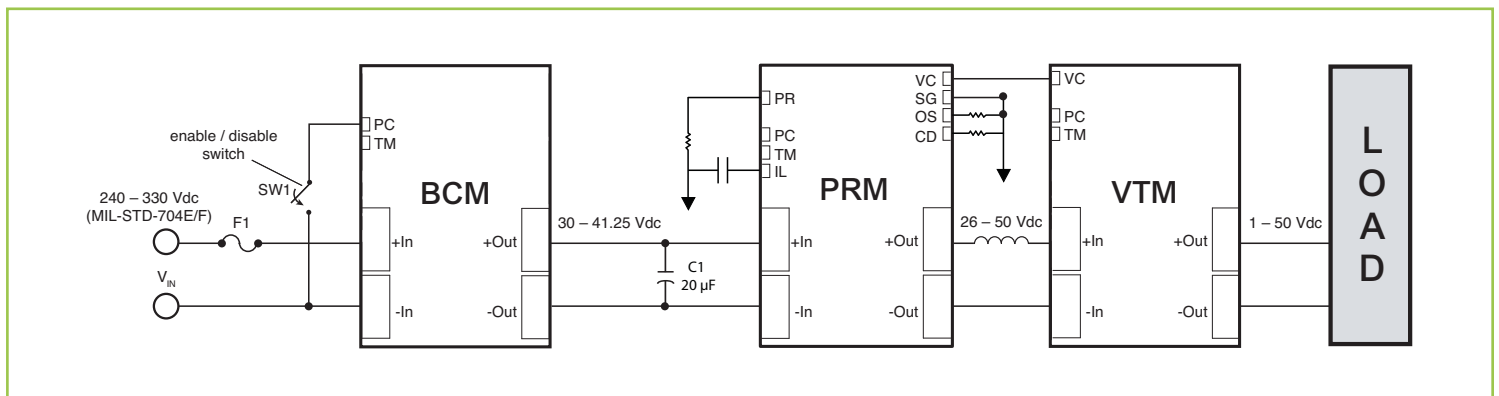 enable / disable
switch
SW1
240 – 330 Vdc
(MIL-STD-704E/F)
F1
V_IN
PC
TM
BCM
+In
-In
+Out
-Out
30 – 41.25 Vdc
C1
20 µF
PR
PC
TM
IL
VC
SG
OS
CD
PRM
+In
-In
+Out
-Out
26 – 50 Vdc
VC
PC
TM
VTM
+In
-In
+Out
-Out
1 – 50 Vdc
L
O
A
D